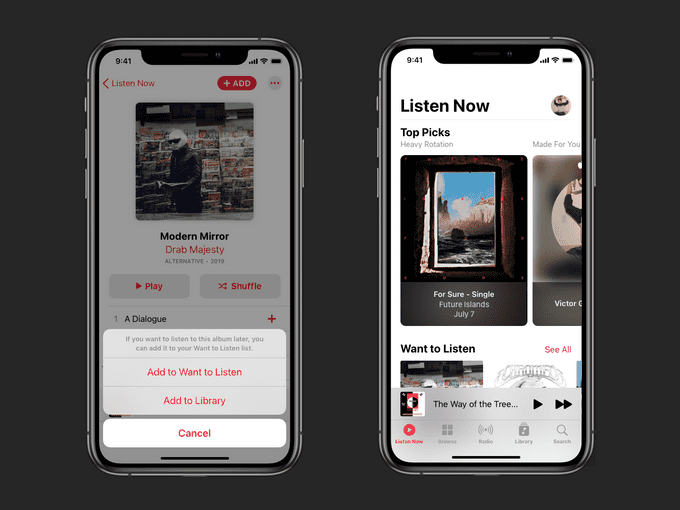 9:41
Listen Now
+ ADD
Modern Mirror
Drab Majesty
ALTERNATIVE • 2019
Play
Shuffle
1 A Dialogue
If you want to listen to this album later, you
can add it to your Want to Listen list.
Add to Want to Listen
Add to Library
Cancel
9:41
Listen Now
Top Picks
Heavy Rotation
Made For You
For Sure - Single
Future Islands
July 7
Victor G
Want to Listen
See All
The Way of the Tree...
Listen Now
Browse
Radio
Library
Search